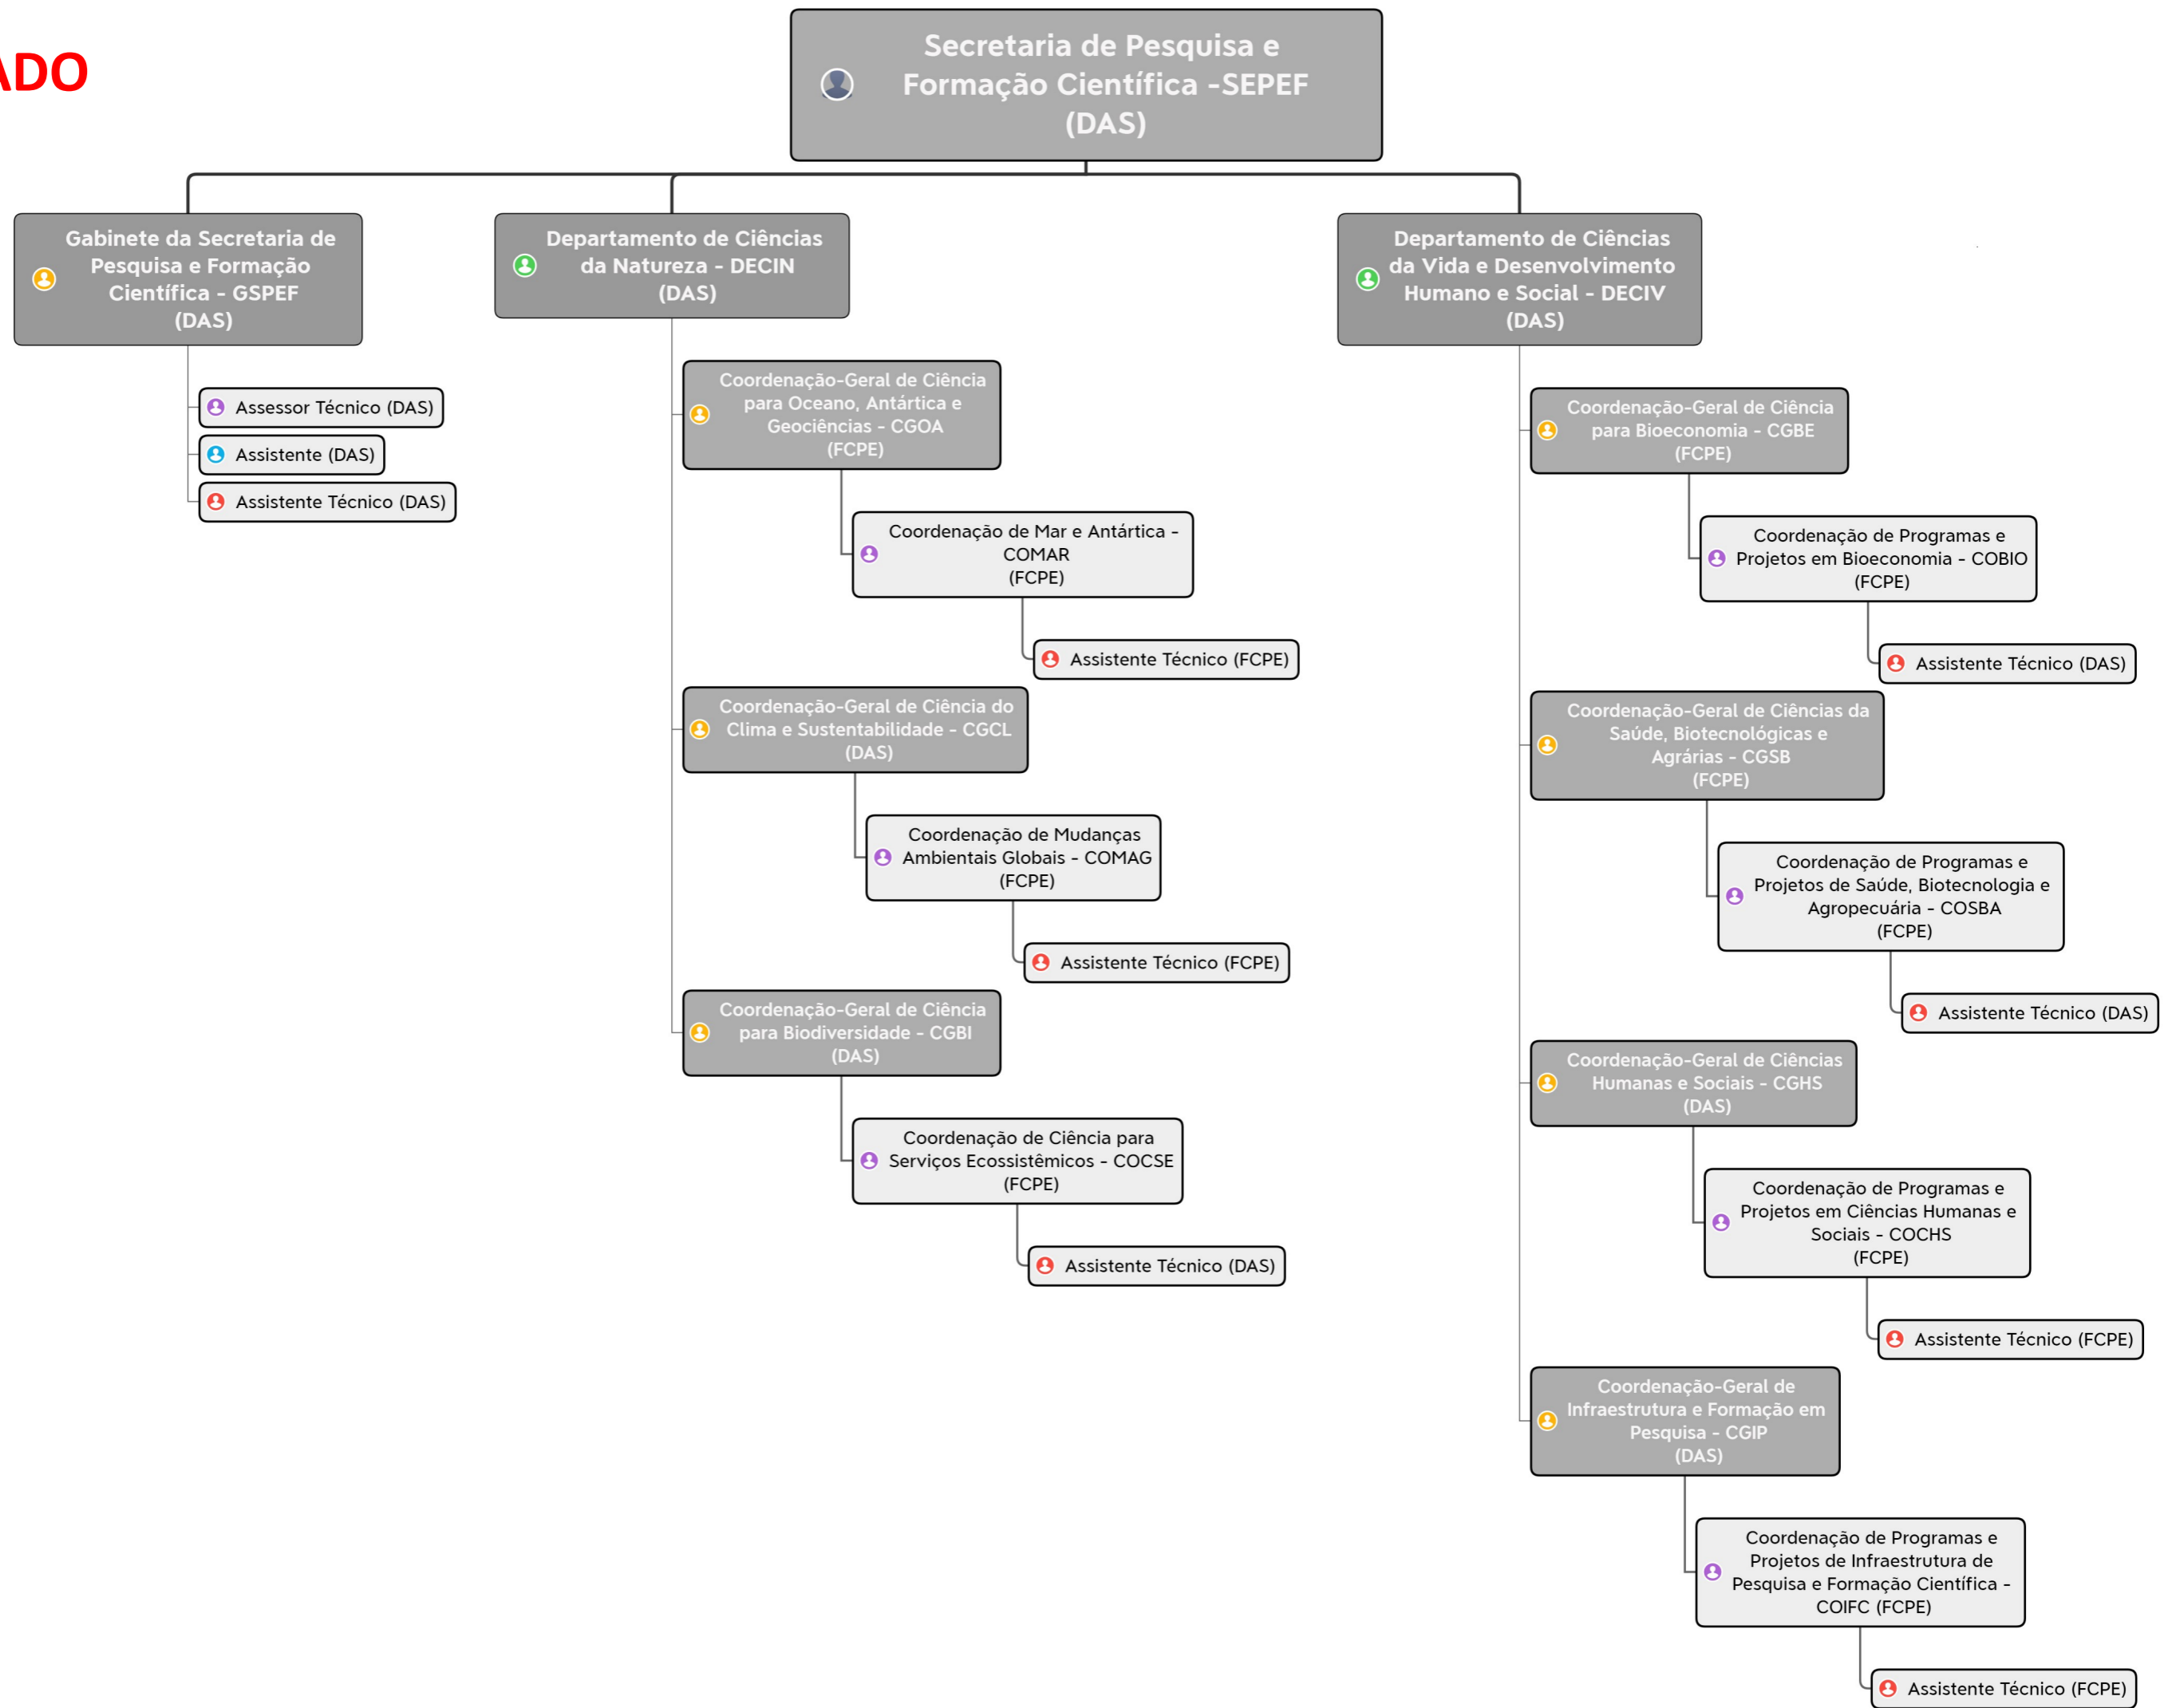 ADO
Secretaria de Pesquisa e
Formação Científica -SEPEF
(DAS)
Gabinete da Secretaria de
Pesquisa e Formação
Científica - GSPEF
(DAS)
Assessor Técnico (DAS)
Assistente (DAS)
Assistente Técnico (DAS)
Departamento de Ciências
da Natureza - DECIN
(DAS)
Coordenação-Geral de Ciência
para Oceano, Antártica e
Geociências - CGOA
(FCPE)
Coordenação de Mar e Antártica -
COMAR
(FCPE)
Assistente Técnico (FCPE)
Coordenação-Geral de Ciência do
Clima e Sustentabilidade - CGCL
(DAS)
Coordenação de Mudanças
Ambientais Globais - COMAG
(FCPE)
Assistente Técnico (FCPE)
Coordenação-Geral de Ciência
para Biodiversidade - CGBI
(DAS)
Coordenação de Ciência para
Serviços Ecossistêmicos - COCSE
(FCPE)
Assistente Técnico (DAS)
Departamento de Ciências
da Vida e Desenvolvimento
Humano e Social - DECIV
(DAS)
Coordenação-Geral de Ciência
para Bioeconomia - CGBE
(FCPE)
Coordenação de Programas e
Projetos em Bioeconomia - COBIO
(FCPE)
Assistente Técnico (DAS)
Coordenação-Geral de Ciências da
Saúde, Biotecnológicas e
Agrárias - CGSB
(FCPE)
Coordenação de Programas e
Projetos de Saúde, Biotecnologia e
Agropecuária - COSBA
(FCPE)
Assistente Técnico (DAS)
Coordenação-Geral de Ciências
Humanas e Sociais - CGHS
(DAS)
Coordenação de Programas e
Projetos em Ciências Humanas e
Sociais - COCHS
(FCPE)
Assistente Técnico (FCPE)
Coordenação-Geral de
Infraestrutura e Formação em
Pesquisa - CGIP
(DAS)
Coordenação de Programas e
Projetos de Infraestrutura de
Pesquisa e Formação Científica -
COIFC (FCPE)
Assistente Técnico (FCPE)